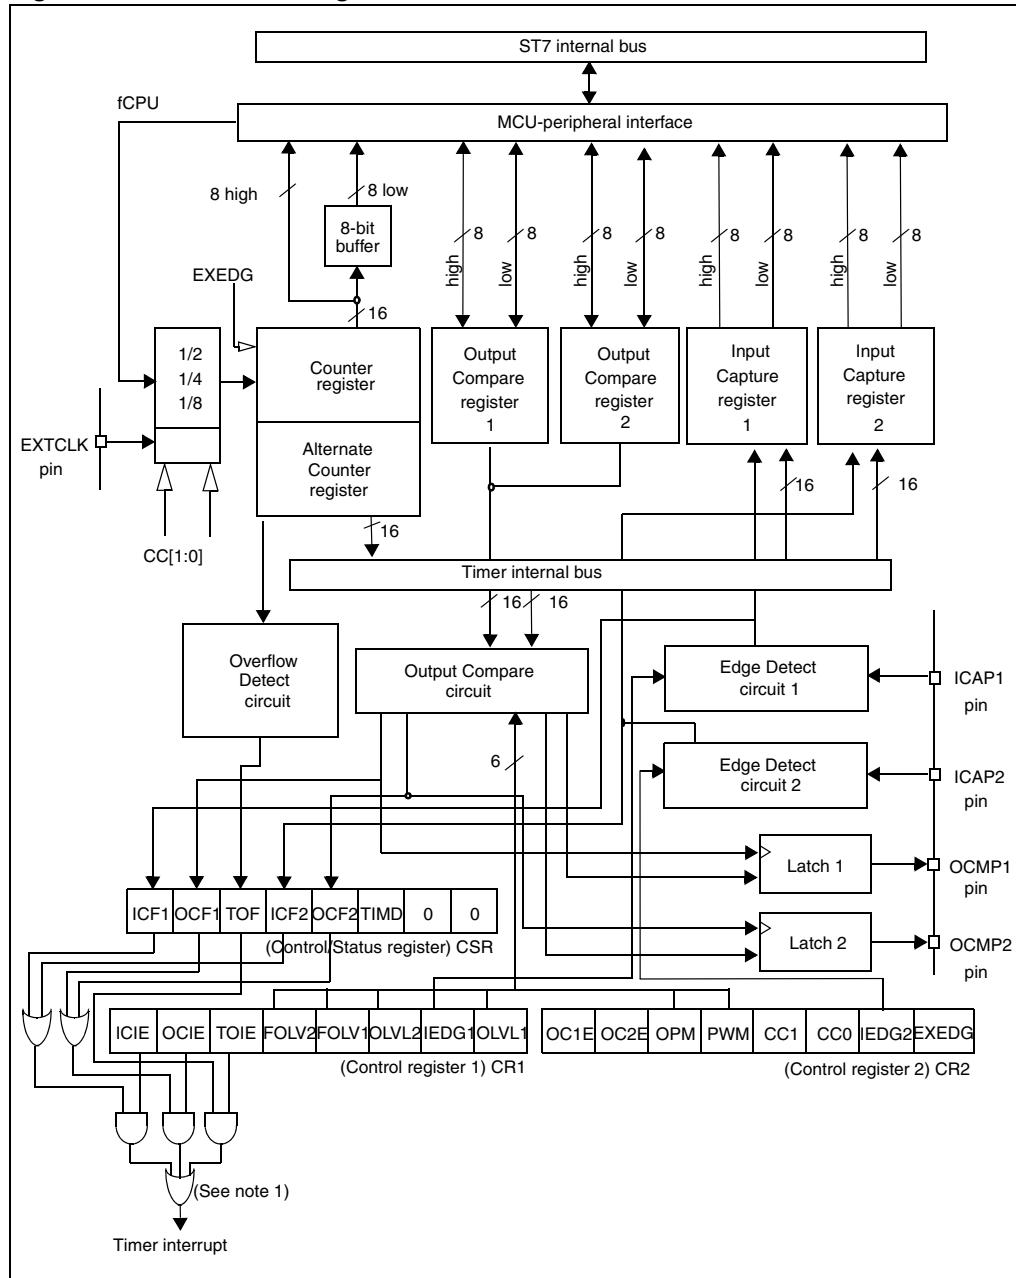 ST7 internal bus
fCPU
MCU-peripheral interface
8 high
8 low
8-bit
buffer
8
8
8
8
8
8
8
8
high
low
high
low
high
low
high
low
EXEDG
16
1/2
1/4
1/8
Counter
register
Output
Compare
register
1
Output
Compare
register
2
Input
Capture
register
1
Input
Capture
register
2
EXTCLK
pin
Alternate
Counter
register
16
16
16
CC[1:0]
Timer internal bus
16
16
Overflow
Detect
circuit
Output Compare
circuit
Edge Detect
circuit 1
ICAP1
pin
6
Edge Detect
circuit 2
ICAP2
pin
Latch 1
OCMP1
pin
ICF1 OCF1 TOF ICF2 OCF2 TIMD 0 0
(Control/Status register) CSR
Latch 2
OCMP2
pin
ICIE OCIE TOIE FOLV2 FOLV1 OLVL2 IEDG1 OLVL1
(Control register 1) CR1
OC1E OC2E OPM PWM CC1 CC0 IEDG2 EXEDG
(Control register 2) CR2
(See note 1)
Timer interrupt